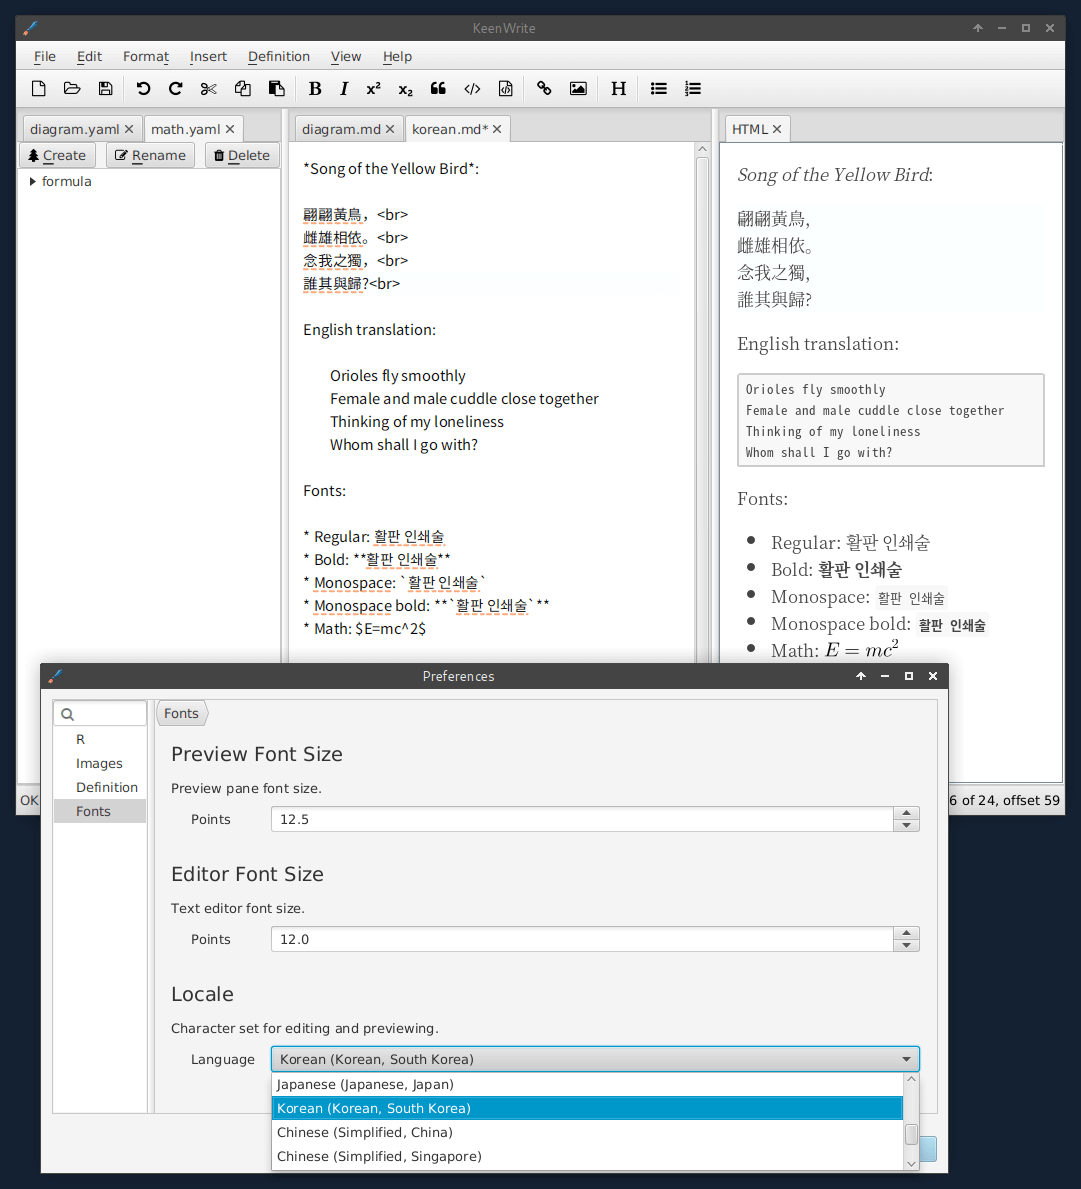 KeenWrite
File Edit Format Insert Definition View Help
B I x² x₂ H
diagram.yaml math.yaml
Create Rename Delete
formula
diagram.md korean.md*
*Song of the Yellow Bird*:
翩翩黃鳥，<br>
雌雄相依。<br>
念我之獨，<br>
誰其與歸?<br>
English translation:
Orioles fly smoothly
Female and male cuddle close together
Thinking of my loneliness
Whom shall I go with?
Fonts:
* Regular: 활판 인쇄술
* Bold: **활판 인쇄술**
* Monospace: `활판 인쇄술`
* Monospace bold: **`활판 인쇄술`**
* Math: $E=mc^2$
HTML
Song of the Yellow Bird:
翩翩黃鳥，
雌雄相依。
念我之獨，
誰其與歸?
English translation:
Orioles fly smoothly
Female and male cuddle close together
Thinking of my loneliness
Whom shall I go with?
Fonts:
Regular: 활판 인쇄술
Bold: 활판 인쇄술
Monospace: 활판 인쇄술
Monospace bold: 활판 인쇄술
Math: E = mc²
OK
6 of 24, offset 59
Preferences
R
Images
Definition
Fonts
Fonts
Preview Font Size
Preview pane font size.
Points 12.5
Editor Font Size
Text editor font size.
Points 12.0
Locale
Character set for editing and previewing.
Language Korean (Korean, South Korea)
Japanese (Japanese, Japan)
Korean (Korean, South Korea)
Chinese (Simplified, China)
Chinese (Simplified, Singapore)